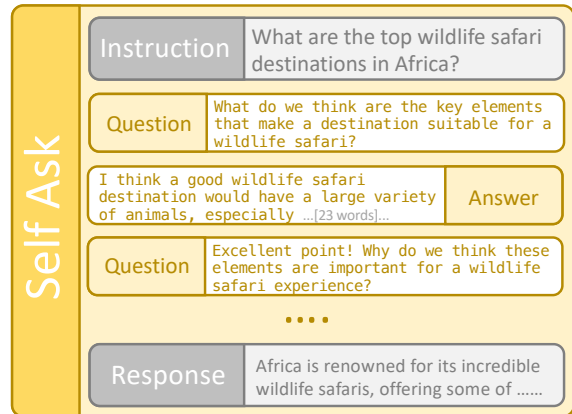 Self Ask
Instruction
What are the top wildlife safari
destinations in Africa?
Question
What do we think are the key elements
that make a destination suitable for a
wildlife safari?
I think a good wildlife safari
destination would have a large variety
of animals, especially ...[23 words]...
Answer
Question
Excellent point! Why do we think these
elements are important for a wildlife
safari experience?
....
Response
Africa is renowned for its incredible
wildlife safaris, offering some of ......